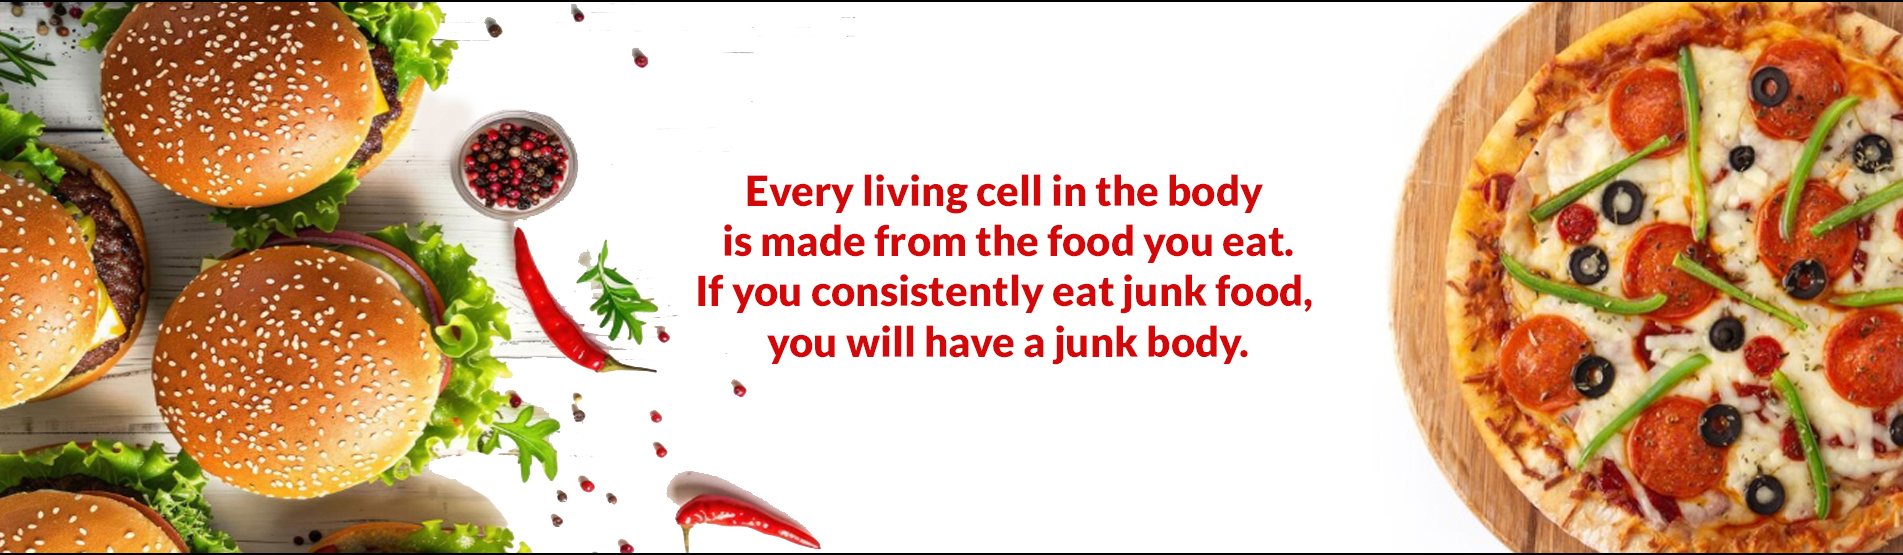 Every living cell in the body
is made from the food you eat.
If you consistently eat junk food,
you will have a junk body.